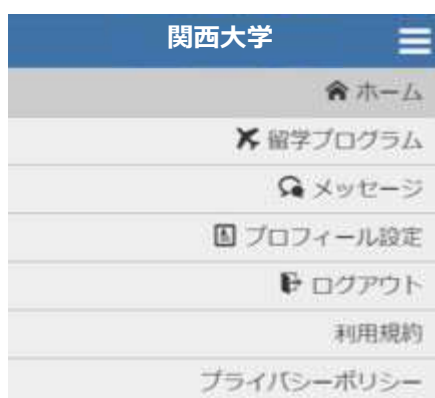 関西大学
ホーム
留学プログラム
メッセージ
プロフィール設定
ログアウト
利用規約
プライバシーポリシー